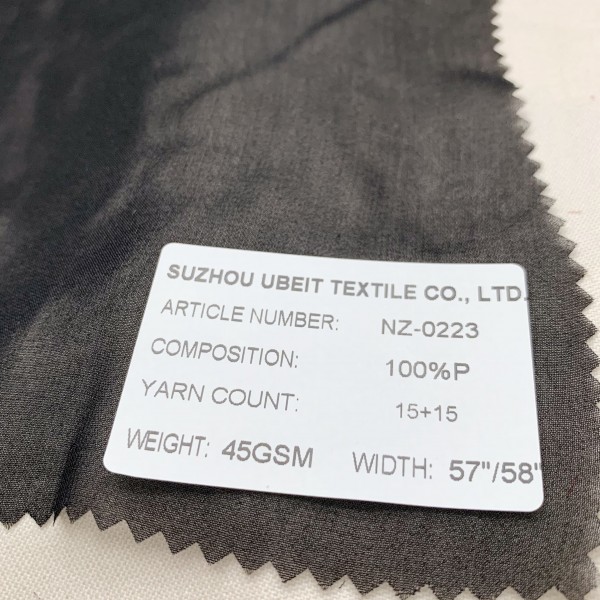 SUZHOU UBEIT TEXTILE CO., LTD.
ARTICLE NUMBER: NZ-0223
COMPOSITION: 100%P
YARN COUNT: 15+15
WEIGHT: 45GSM WIDTH: 57"/58"